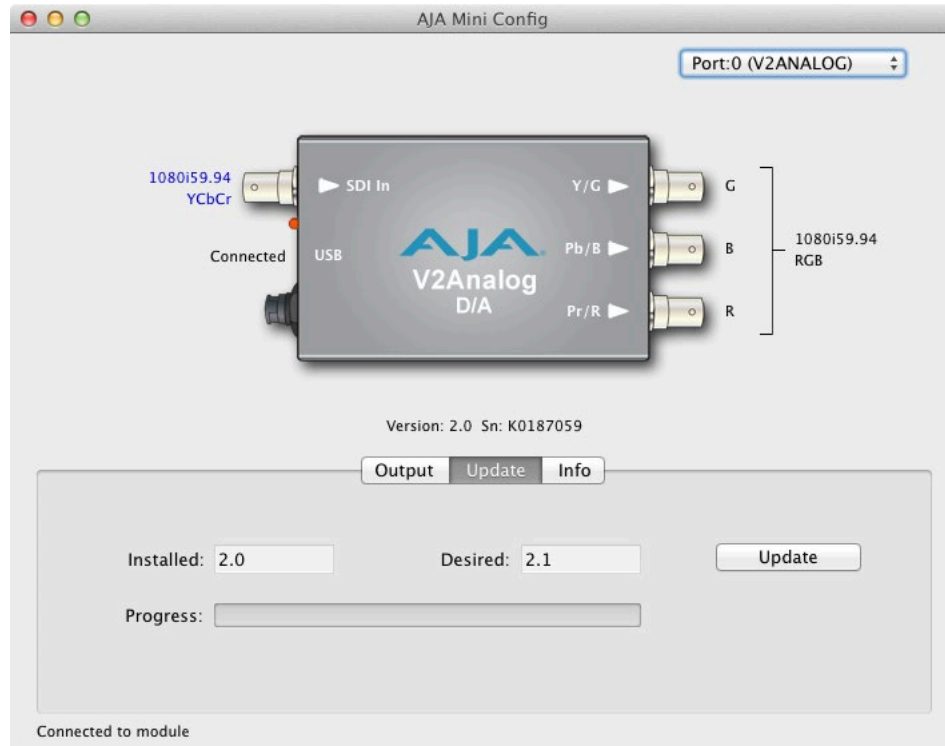 AJA Mini Config
Port:0 (V2ANALOG)
1080i59.94
YCbCr
SDI In
Y/G
G
Connected
USB
AJA
Pb/B
B
1080i59.94
RGB
V2Analog
D/A
Pr/R
R
Version: 2.0 Sn: K0187059
Output Update Info
Installed: 2.0 Desired: 2.1 Update
Progress:
Connected to module